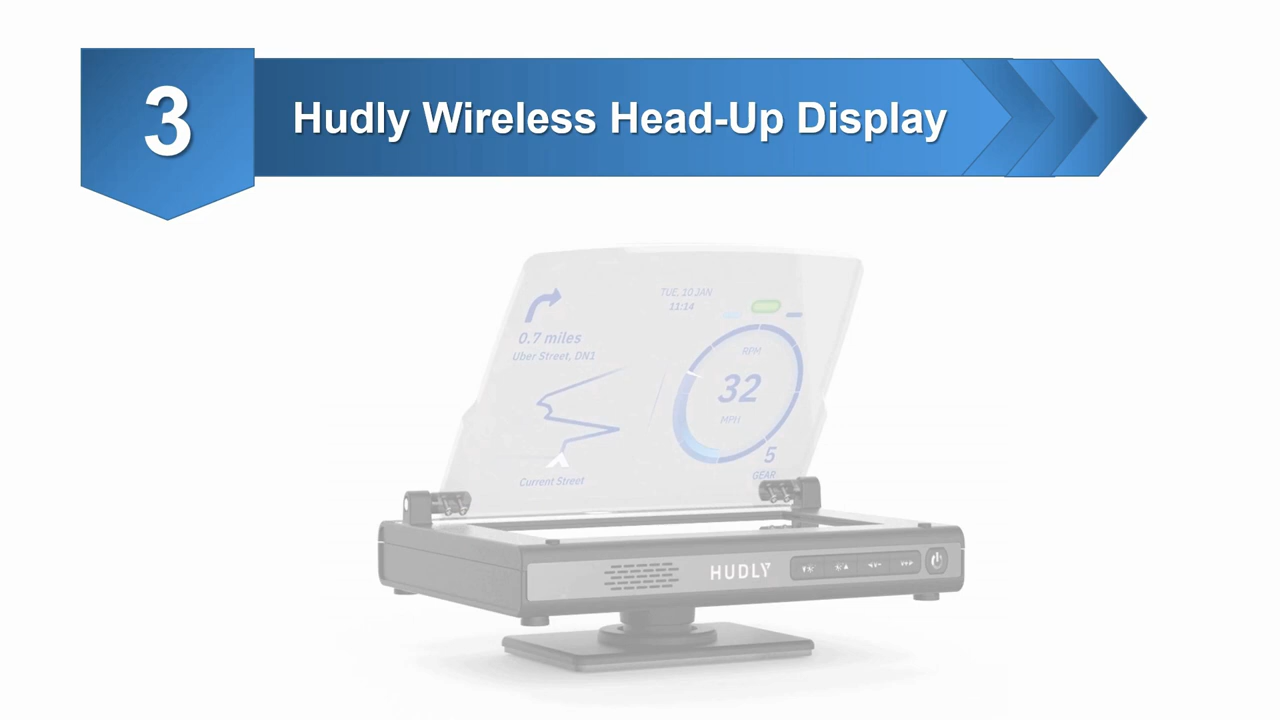 3
Hudly Wireless Head-Up Display
TUE, 10 JAN
11:14
0.7 miles
Uber Street, DN1
RPM
32
MPH
5
GEAR
Current Street
HUDLY